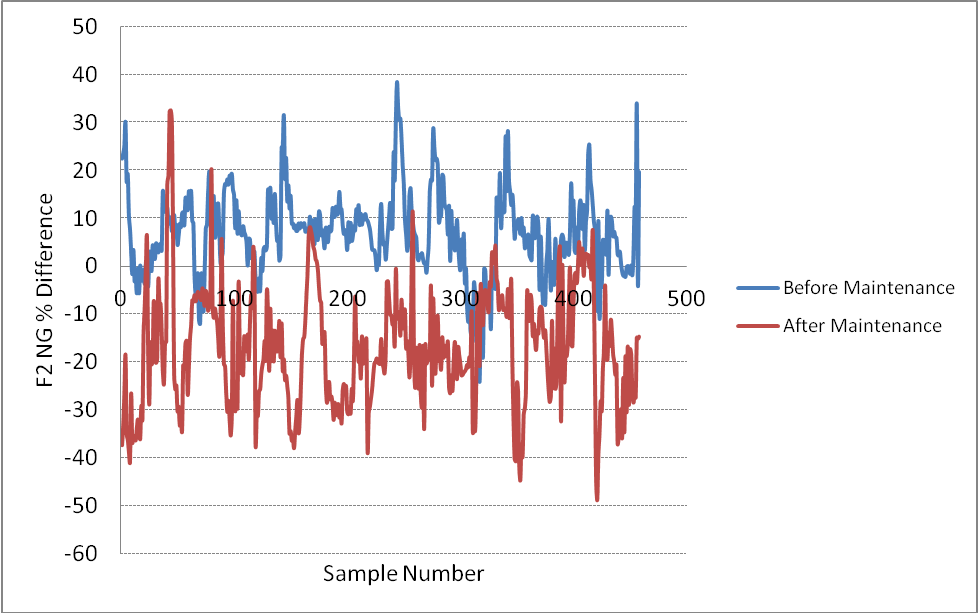 50
40
30
20
10
0
-10
-20
-30
-40
-50
-60
0 100 200 300 400 500
F2 NG % Difference
Sample Number
Before Maintenance
After Maintenance